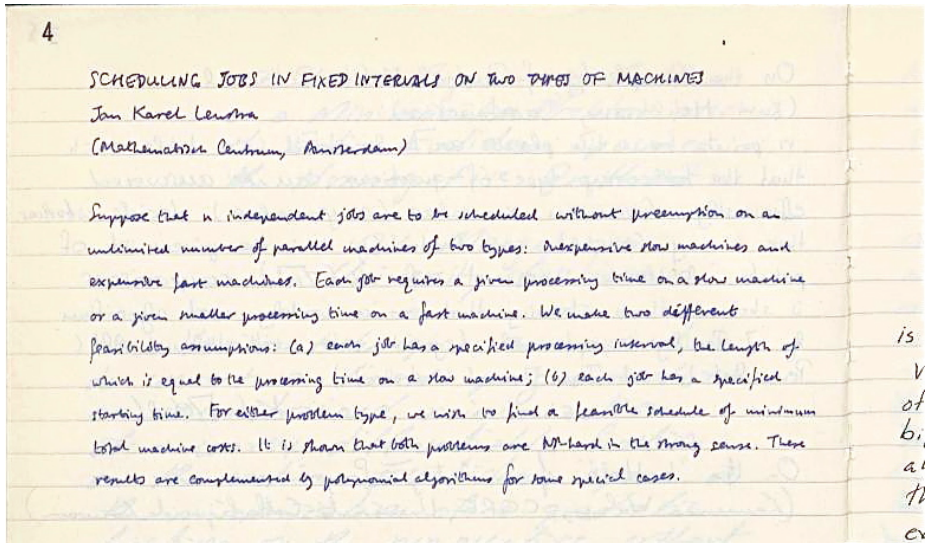 4
SCHEDULING JOBS IN FIXED INTERVALS ON TWO TYPES OF MACHINES
Jan Karel Lenstra
(Mathematisch Centrum, Amsterdam)
Suppose that n independent jobs are to be scheduled without preemption on an
unlimited number of parallel machines of two types: inexpensive slow machines and
expensive fast machines. Each job requires a given processing time on a slow machine
or a given smaller processing time on a fast machine. We make two different
feasibility assumptions: (a) each job has a specified processing interval, the length of
which is equal to the processing time on a slow machine; (b) each job has a specified
starting time. For either problem type, we wish to find a feasible schedule of minimum
total machine costs. It is shown that both problems are NP-hard in the strong sense. These
results are complemented by polynomial algorithms for some special cases.
is
of